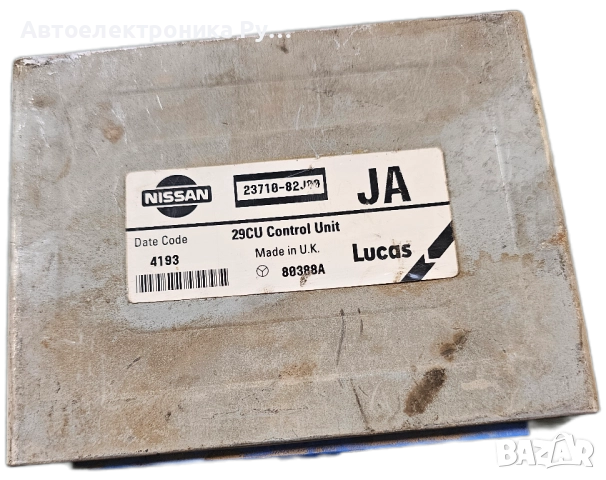 Автоелектроника.Ру...
NISSAN
23710-82J00
JA
Date Code
4193
29CU Control Unit
Made in U.K.
80388A
Lucas
BAZAR